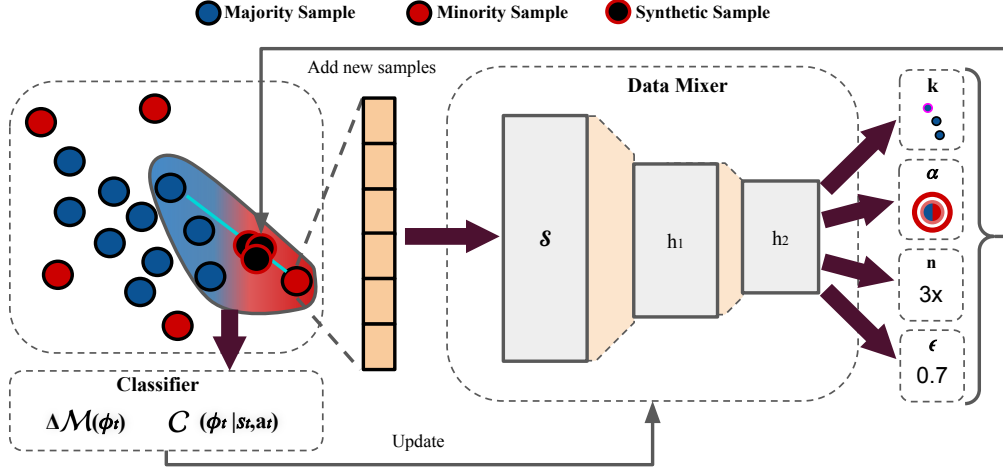 Majority Sample
Minority Sample
Synthetic Sample
Add new samples
Data Mixer
k
α
𝒮
h1
h2
n
3x
ϵ
0.7
Classifier
Δℳ(ϕt) 𝒞 (ϕt |st,at)
Update